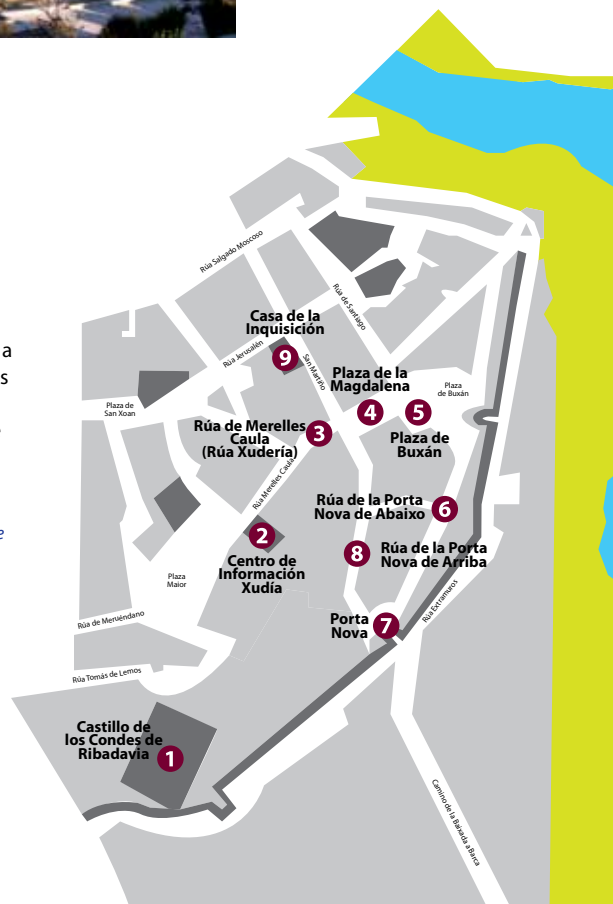 a
s
e
Rúa Salgado Moscoso
Rúa de Santiago
Casa de la
Inquisición
9
Rúa Jerusalén
San Martiño
Plaza de la
Magdalena
4
5
Plaza
de Buxán
Plaza de
Buxán
Plaza de
San Xoan
Rúa de Merelles
Caula
(Rúa Xudería)
3
Rúa Merelles Caula
Rúa de la Porta
Nova de Abaixo
6
2
Centro de
Información
Xudía
8
Rúa de la Porta
Nova de Arriba
Plaza
Maior
Rúa Extramuros
Rúa de Meruéndano
Porta
Nova
7
Rúa Tomás de Lemos
Castillo de
los Condes de
Ribadavia
1
Camino de la Baixada a Barca